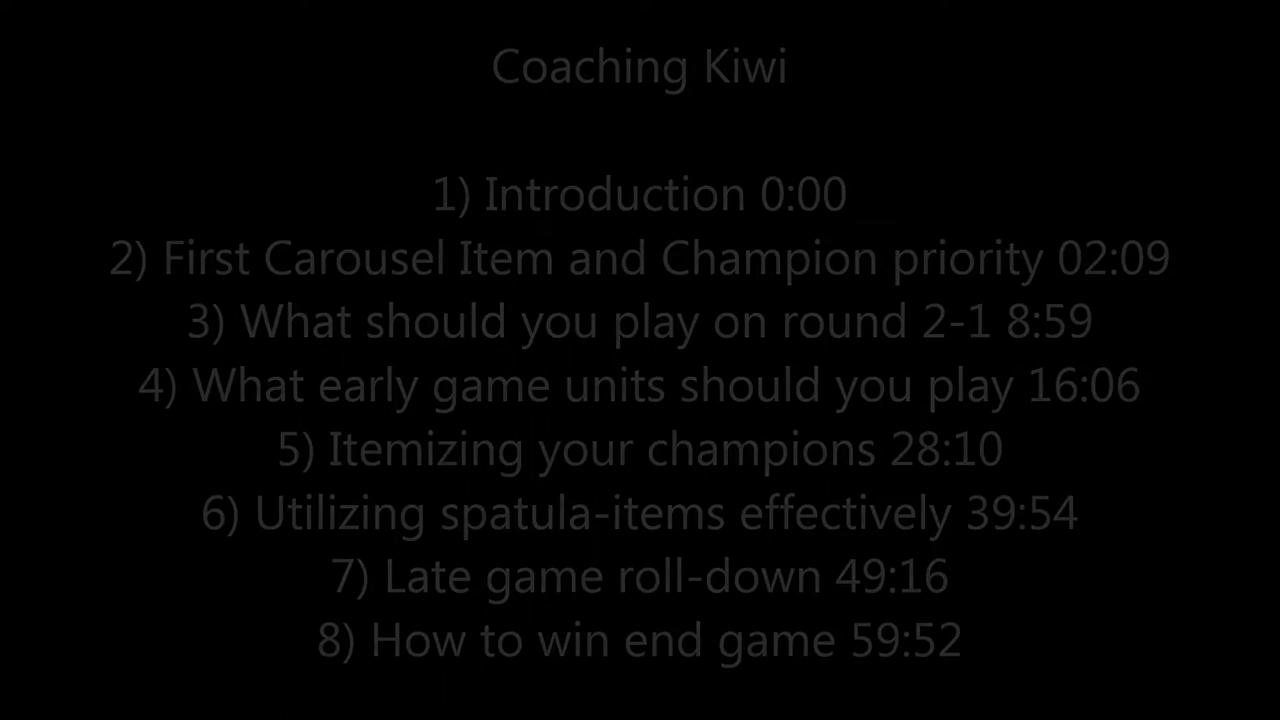 Coaching Kiwi
1) Introduction 0:00
2) First Carousel Item and Champion priority 02:09
3) What should you play on round 2-1 8:59
4) What early game units should you play 16:06
5) Itemizing your champions 28:10
6) Utilizing spatula-items effectively 39:54
7) Late game roll-down 49:16
8) How to win end game 59:52